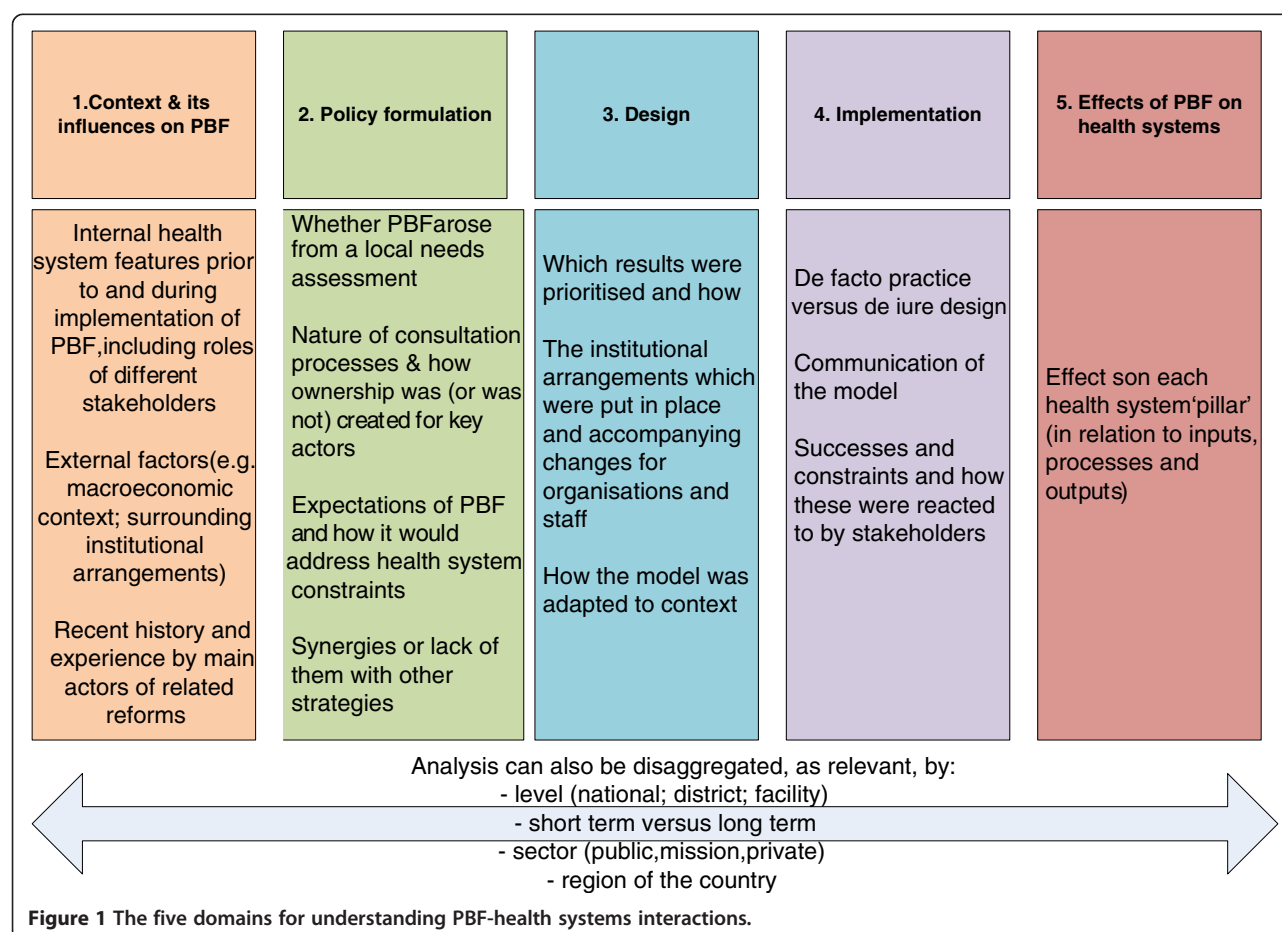 1.Context & its
influences on PBF
2. Policy formulation
3. Design
4. Implementation
5. Effects of PBF on
health systems
Internal health
system features prior
to and during
implementation of
PBF,including roles
of different
stakeholders
External factors(e.g.
macroeconomic
context; surrounding
institutional
arrangements)
Recent history and
experience by main
actors of related
reforms
Whether PBFarose
from a local needs
assessment
Nature of consultation
processes & how
ownership was (or was
not) created for key
actors
Expectations of PBF
and how it would
address health system
constraints
Synergies or lack of
them with other
strategies
Which results were
prioritised and how
The institutional
arrangements which
were put in place
and accompanying
changes for
organisations and
staff
How the model was
adapted to context
De facto practice
versus de iure design
Communication of
the model
Successes and
constraints and how
these were reacted
to by stakeholders
Effect son each
health system‘pillar’
(in relation to inputs,
processes and
outputs)
Analysis can also be disaggregated, as relevant, by:
- level (national; district; facility)
- short term versus long term
- sector (public,mission,private)
- region of the country
Figure 1 The five domains for understanding PBF-health systems interactions.